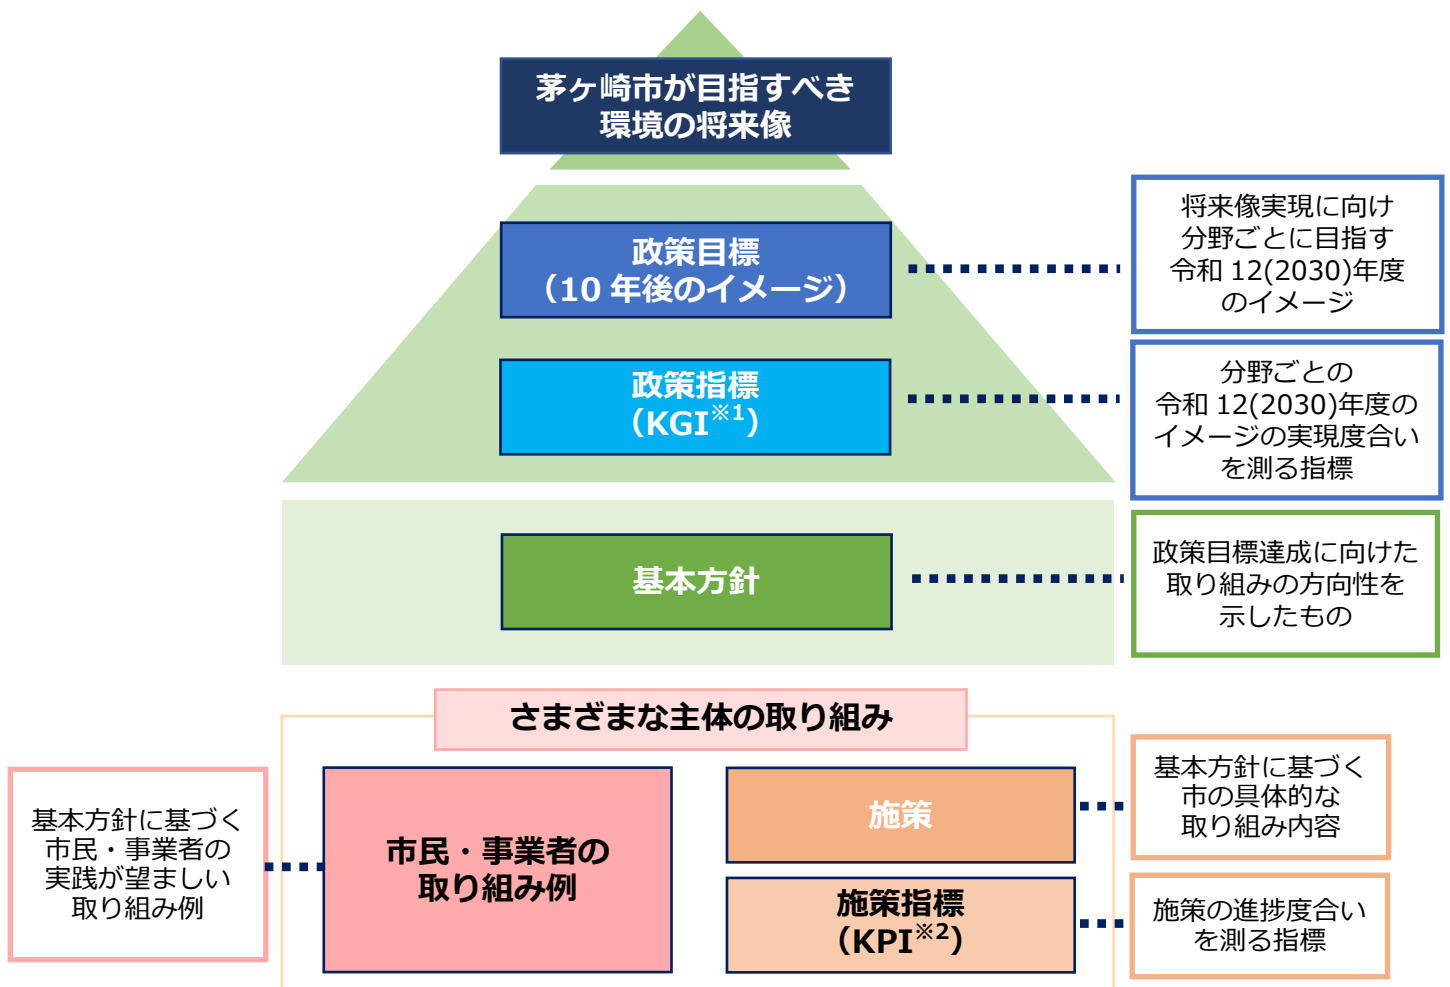 茅ヶ崎市が目指すべき
環境の将来像
政策目標
（10 年後のイメージ）
将来像実現に向け
分野ごとに目指す
令和 12(2030)年度
のイメージ
政策指標
（KGI※1）
分野ごとの
令和 12(2030)年度の
イメージの実現度合い
を測る指標
基本方針
政策目標達成に向けた
取り組みの方向性を
示したもの
さまざまな主体の取り組み
基本方針に基づく
市民・事業者の
実践が望ましい
取り組み例
市民・事業者の
取り組み例
施策
基本方針に基づく
市の具体的な
取り組み内容
施策指標
（KPI※2）
施策の進捗度合い
を測る指標